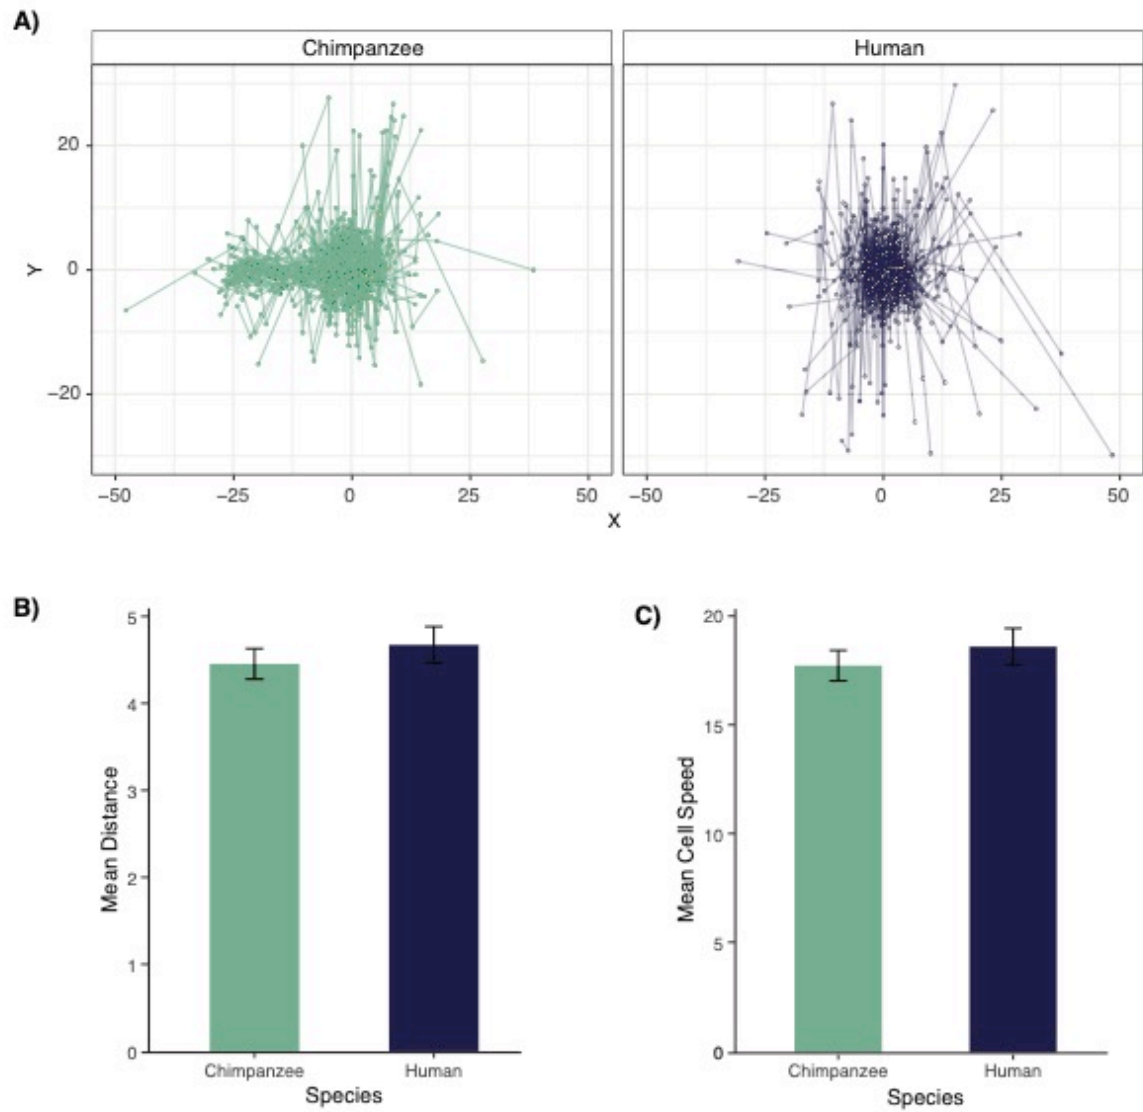 A)
Chimpanzee Human
20
0
−20
Y
−50 −25 0 25 50 −50 −25 0 25 50
X
B)
5
4
3
2
1
0
Mean Distance
Chimpanzee Human
Species
C)
20
15
10
5
0
Mean Cell Speed
Chimpanzee Human
Species